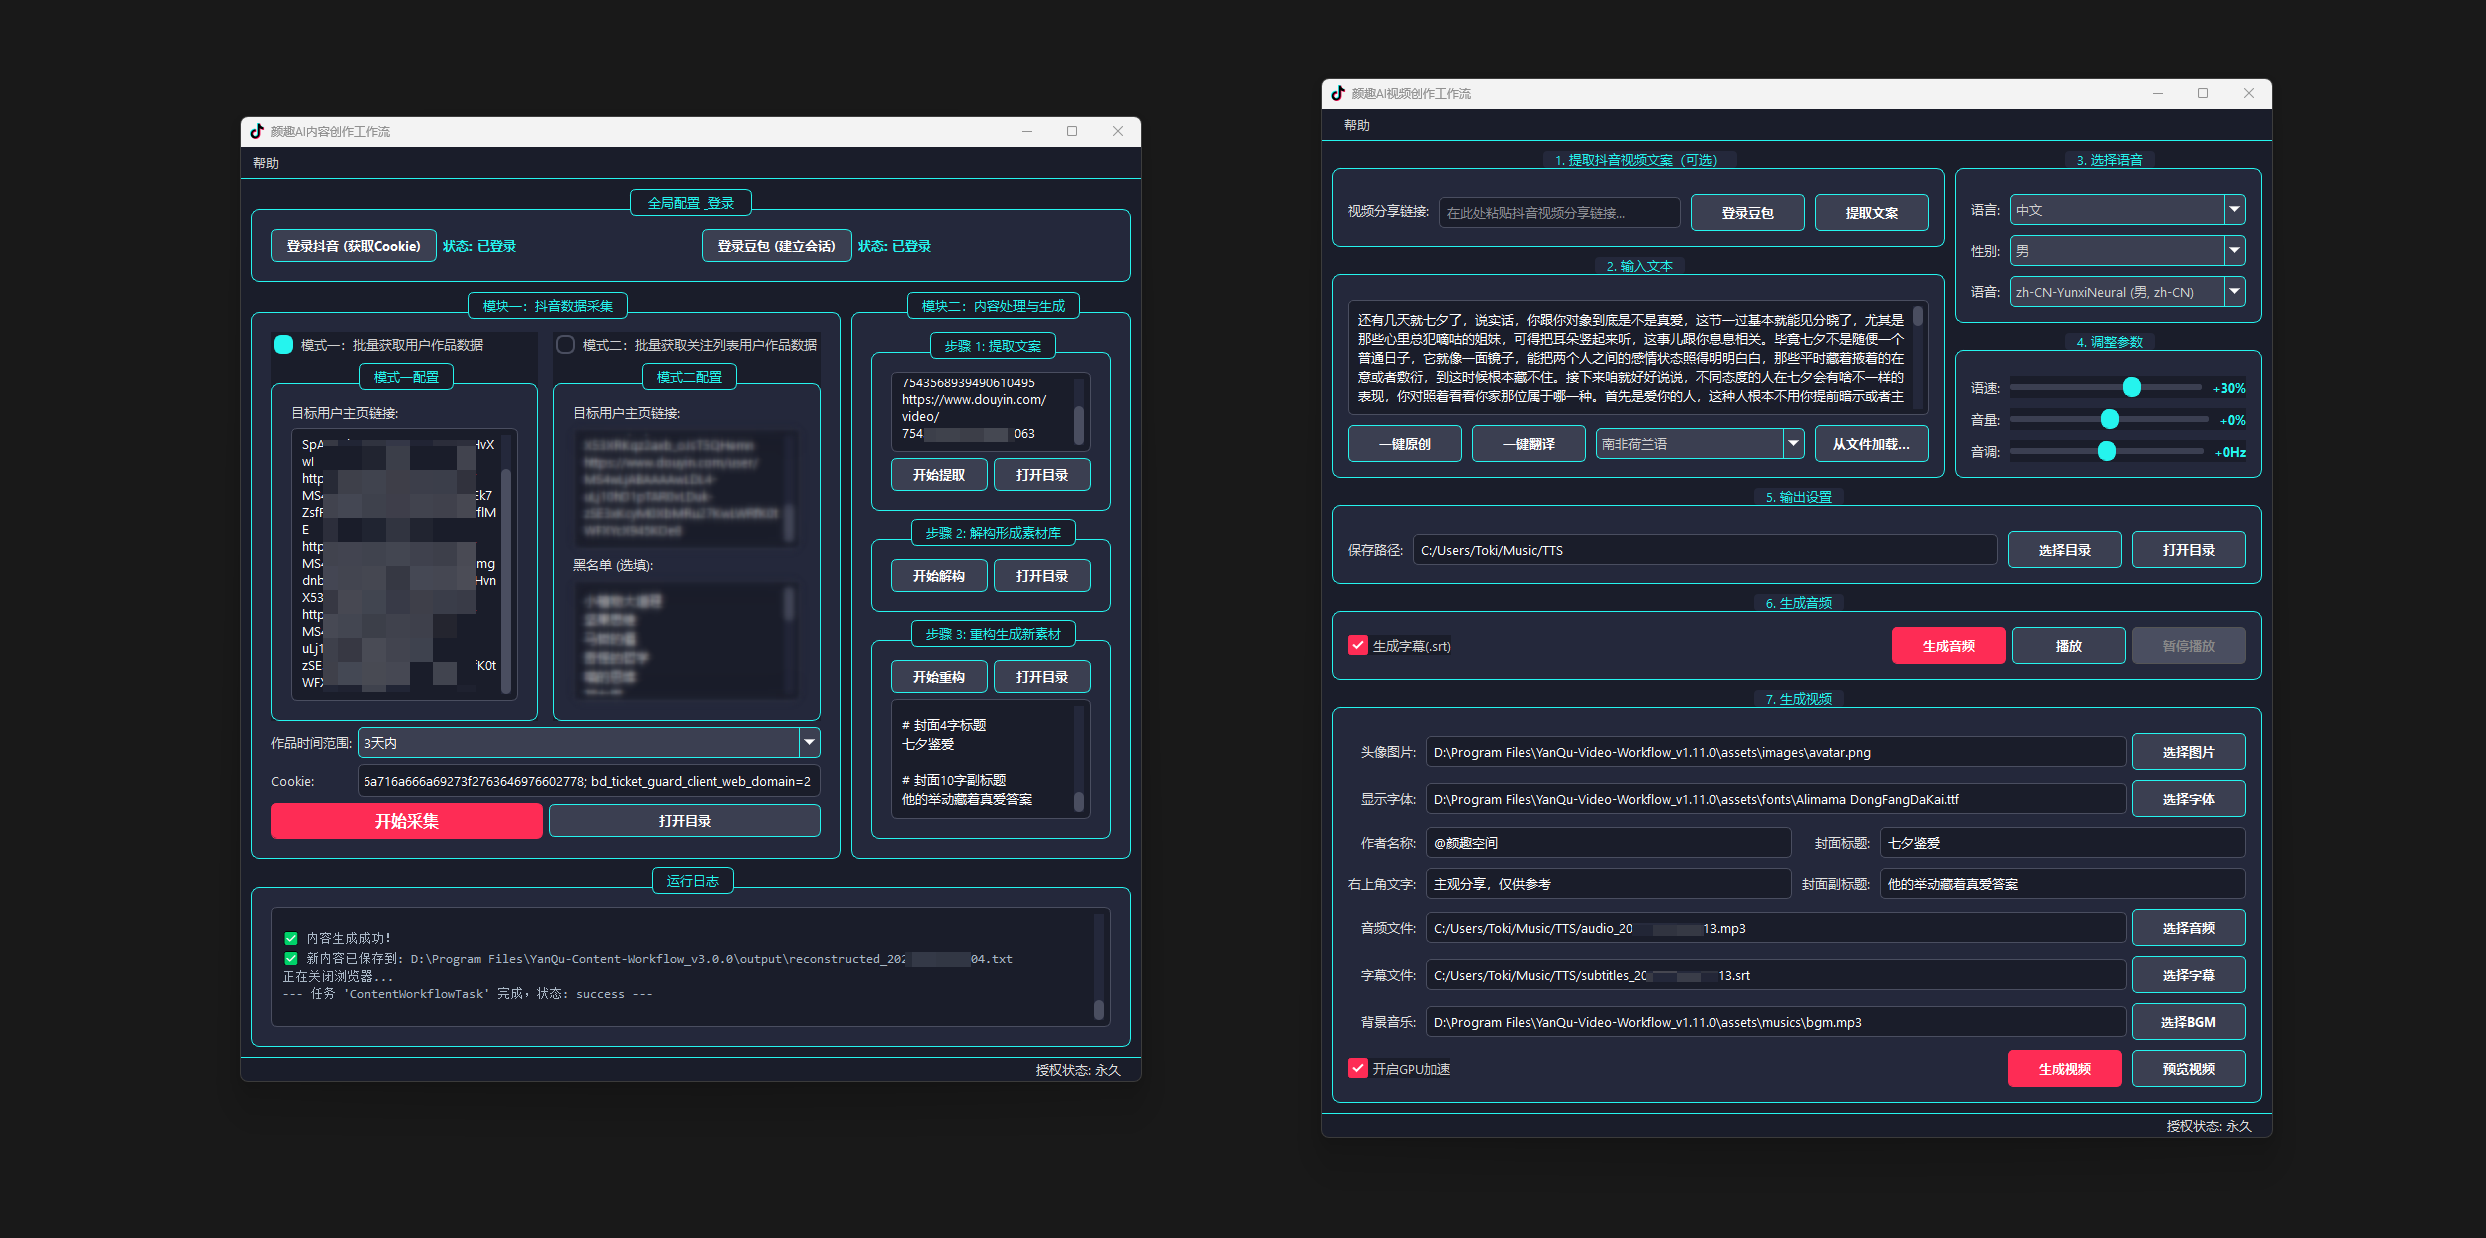 颜趣AI内容创作工作流
帮助
全局配置_登录
登录抖音 (获取Cookie)
状态: 已登录
登录豆包 (建立会话)
状态: 已登录
模块一：抖音数据采集
模式一：批量获取用户作品数据
模式一配置
目标用户主页链接:
wl
http
MS4
Ek7
ZsfF
flM
E
http
MS4
mg
dnb
Hvn
X53
http
MS4
uLj1
zSE
K0t
WFX
模式二：批量获取关注列表用户作品数据
模式二配置
目标用户主页链接:
黑名单 (选填):
作品时间范围:
3天内
Cookie:
6a716a666a69273f2763646976602778; bd_ticket_guard_client_web_domain=2
开始采集
打开目录
模块二：内容处理与生成
步骤 1: 提取文案
7543568939490610495
https://www.douyin.com/
video/
754
063
开始提取
打开目录
步骤 2: 解构形成素材库
开始解构
打开目录
步骤 3: 重构生成新素材
开始重构
打开目录
# 封面4字标题
七夕鉴爱
# 封面10字副标题
他的举动藏着真爱答案
运行日志
✅ 内容生成成功!
✅ 新内容已保存到: D:\Program Files\YanQu-Content-Workflow_v3.0.0\output\reconstructed_202
04.txt
正在关闭浏览器...
--- 任务 'ContentWorkflowTask' 完成，状态: success ---
授权状态: 永久
颜趣AI视频创作工作流
帮助
1. 提取抖音视频文案（可选）
视频分享链接:
在此处粘贴抖音视频分享链接...
登录豆包
提取文案
2. 输入文本
还有几天就七夕了，说实话，你跟你对象到底是不是真爱，这节一过基本就能见分晓了，尤其是
那些心里总犯嘀咕的姐妹，可得把耳朵竖起来听，这事儿跟你息息相关。毕竟七夕不是随便一个
普通日子，它就像一面镜子，能把两个人之间的感情状态照得明明白白，那些平时藏着掖着的在
意或者敷衍，到这时候根本藏不住。接下来咱就好好说说，不同态度的人在七夕会有啥不一样的
表现，你对照着看看你家那位属于哪一种。首先是爱你的人，这种人根本不用你提前暗示或者主
一键原创
一键翻译
南非荷兰语
从文件加载...
3. 选择语音
语言:
中文
性别:
男
语音:
zh-CN-YunxiNeural (男, zh-CN)
4. 调整参数
语速:
+30%
音量:
+0%
音调:
+0Hz
5. 输出设置
保存路径:
C:/Users/Toki/Music/TTS
选择目录
打开目录
6. 生成音频
生成字幕(.srt)
生成音频
播放
暂停播放
7. 生成视频
头像图片:
D:\Program Files\YanQu-Video-Workflow_v1.11.0\assets\images\avatar.png
选择图片
显示字体:
D:\Program Files\YanQu-Video-Workflow_v1.11.0\assets\fonts\Alimama DongFangDaKai.ttf
选择字体
作者名称:
@颜趣空间
封面标题:
七夕鉴爱
右上角文字:
主观分享，仅供参考
封面副标题:
他的举动藏着真爱答案
音频文件:
C:/Users/Toki/Music/TTS/audio_20
13.mp3
选择音频
字幕文件:
C:/Users/Toki/Music/TTS/subtitles_20
13.srt
选择字幕
背景音乐:
D:\Program Files\YanQu-Video-Workflow_v1.11.0\assets\musics\bgm.mp3
选择BGM
开启GPU加速
生成视频
预览视频
授权状态: 永久